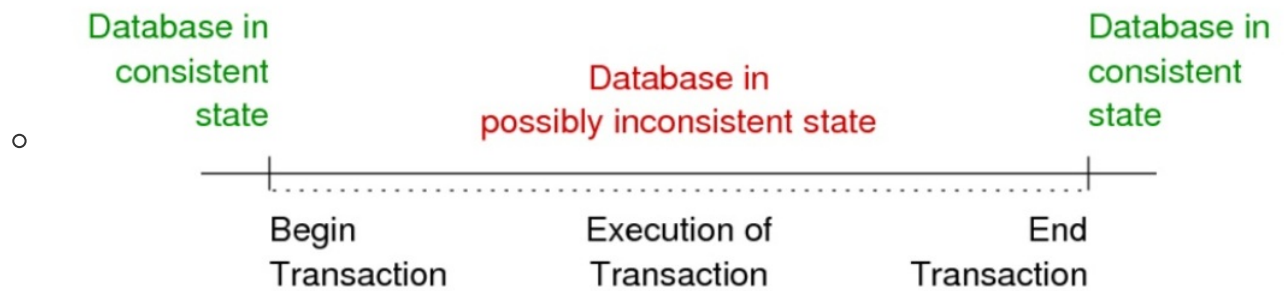 Database in
consistent
state
Database in
possibly inconsistent state
Database in
consistent
state
Begin
Transaction
Execution of
Transaction
End
Transaction